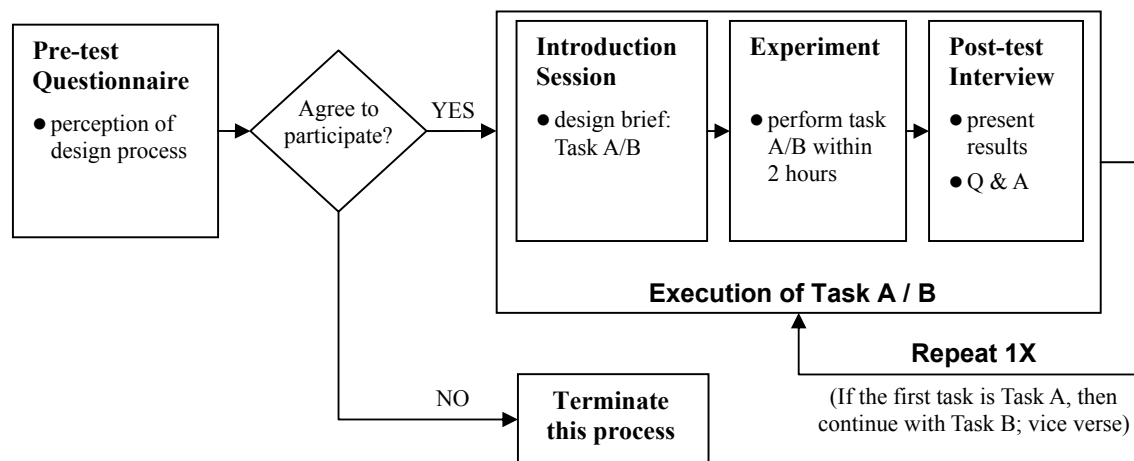 Pre-test
Questionnaire
● perception of
design process
Agree to
participate?
YES
Introduction
Session
● design brief:
Task A/B
Experiment
● perform task
A/B within
2 hours
Post-test
Interview
● present
results
● Q & A
Execution of Task A / B
Repeat 1X
(If the first task is Task A, then
continue with Task B; vice verse)
NO
Terminate
this process